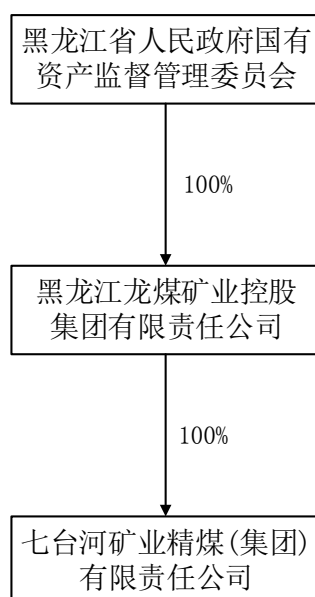 黑龙江省人民政府国有
资产监督管理委员会
100%
黑龙江龙煤矿业控股
集团有限责任公司
100%
七台河矿业精煤(集团)
有限责任公司